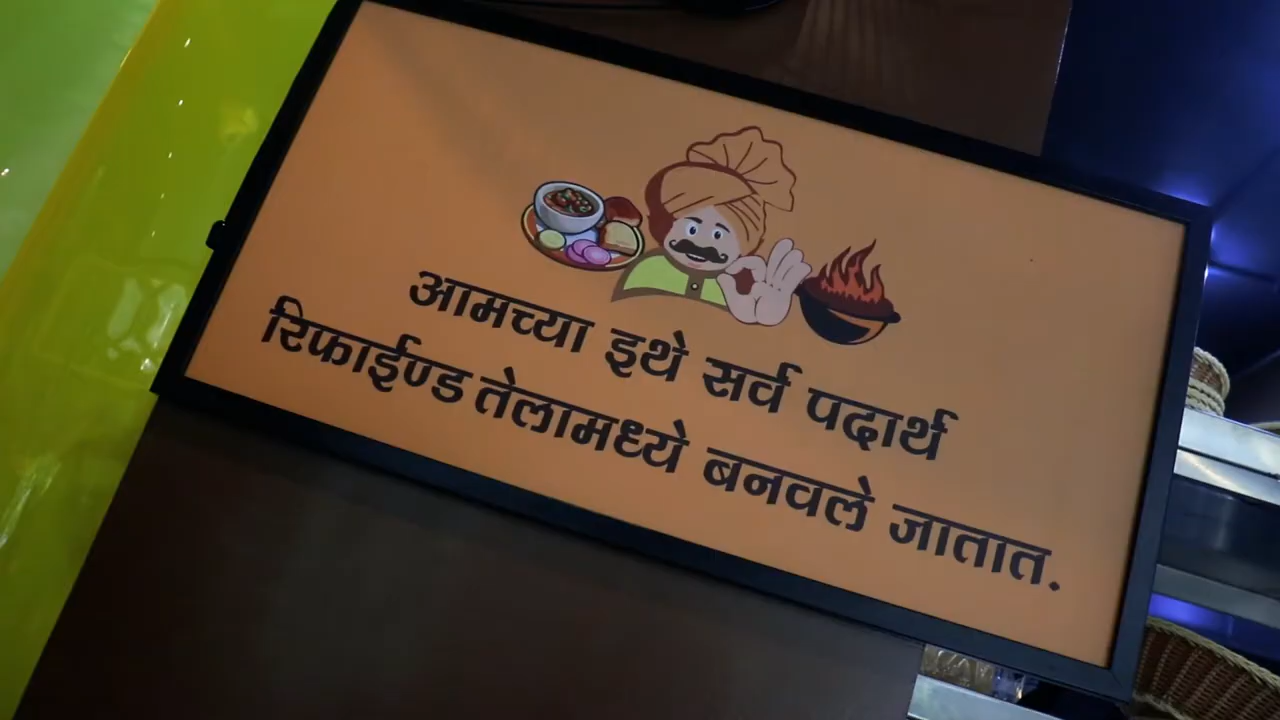 आमच्या इथे सर्व पदार्थ
रिफाईण्ड तेलामध्ये बनवले जातात.